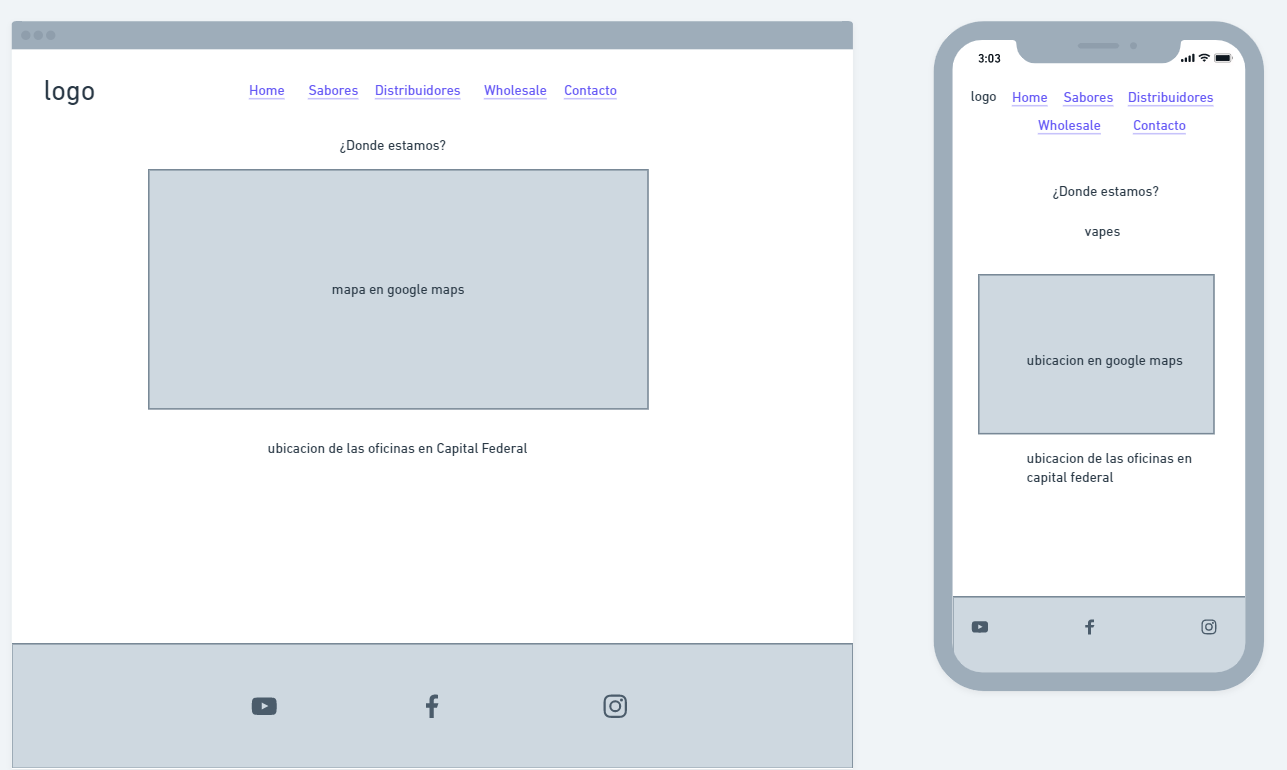 logo Home Sabores Distribuidores Wholesale Contacto
¿Donde estamos?
mapa en google maps
ubicacion de las oficinas en Capital Federal
3:03
logo Home Sabores Distribuidores
Wholesale Contacto
¿Donde estamos?
vapes
ubicacion en google maps
ubicacion de las oficinas en
capital federal